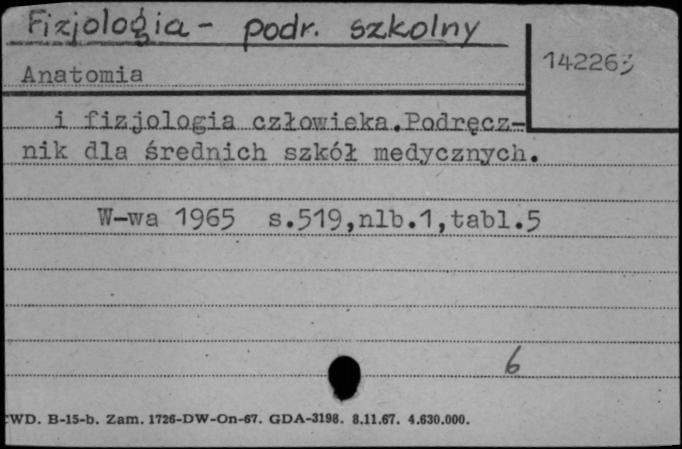 Fizjologia - podr. szkolny
142263
Anatomia
i fizjologia człowieka.Podręcz-
nik dla średnich szkół medycznych.
W-wa 1965 s.519,nlb.1,tabl.5
6
WD. B-15-b. Zam. 1726-DW-On-67. GDA-3198. 8.11.67. 4.630.000.